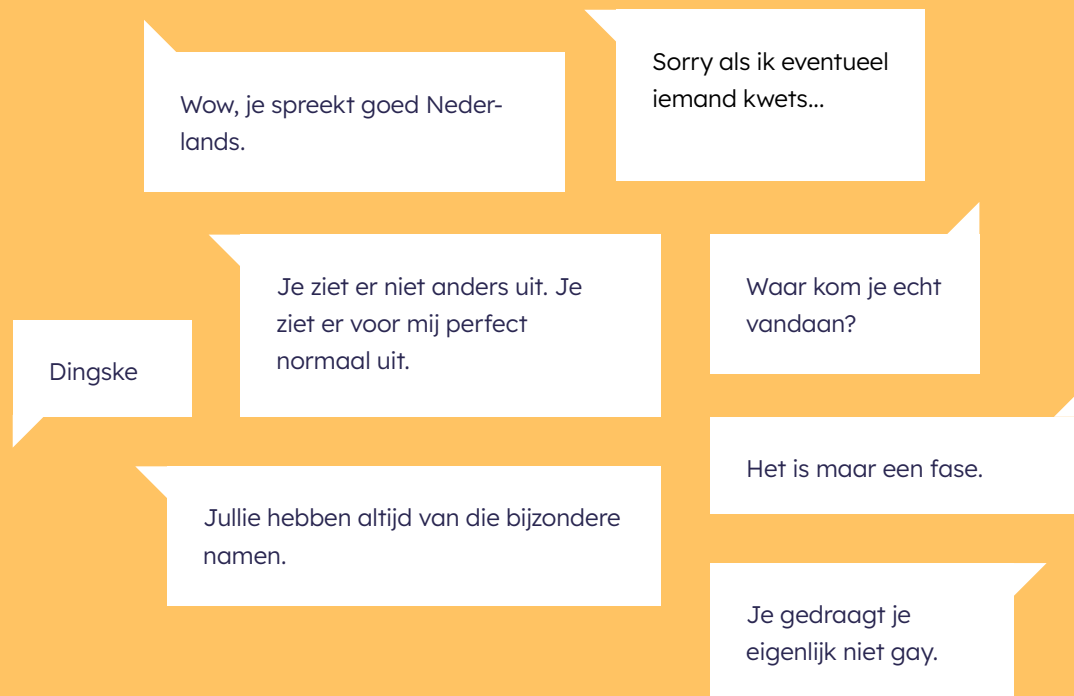 Wow, je spreekt goed Neder-
lands.
Sorry als ik eventueel
iemand kwets...
Je ziet er niet anders uit. Je
ziet er voor mij perfect
normaal uit.
Waar kom je echt
vandaan?
Dingske
Het is maar een fase.
Jullie hebben altijd van die bijzondere
namen.
Je gedraagt je
eigenlijk niet gay.